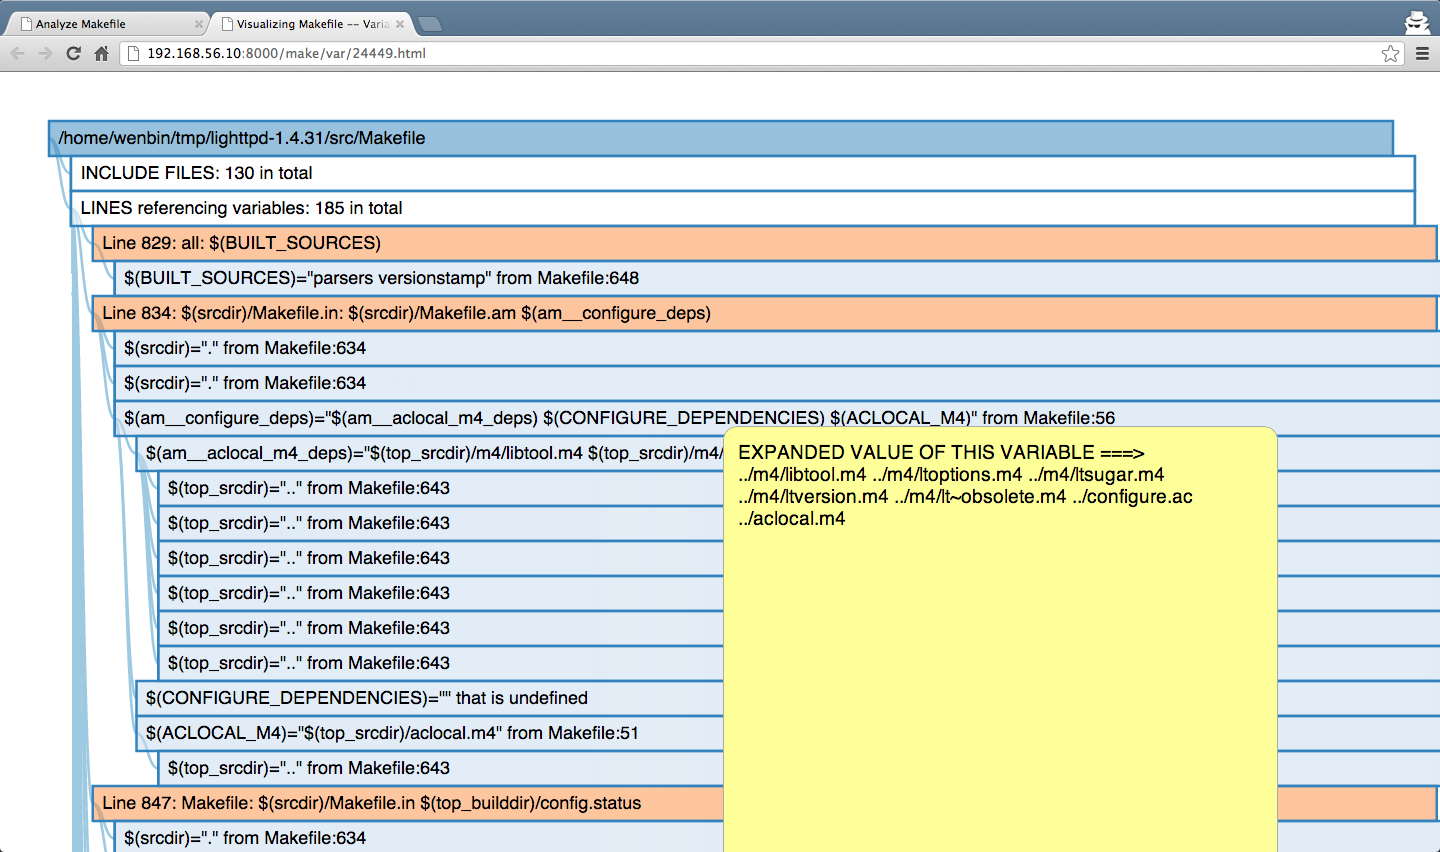 Analyze Makefile
Visualizing Makefile -- Varia
192.168.56.10:8000/make/var/24449.html
/home/wenbin/tmp/lighttpd-1.4.31/src/Makefile
INCLUDE FILES: 130 in total
LINES referencing variables: 185 in total
Line 829: all: $(BUILT_SOURCES)
$(BUILT_SOURCES)="parsers versionstamp" from Makefile:648
Line 834: $(srcdir)/Makefile.in: $(srcdir)/Makefile.am $(am__configure_deps)
$(srcdir)="." from Makefile:634
$(srcdir)="." from Makefile:634
$(am__configure_deps)="$(am__aclocal_m4_deps) $(CONFIGURE_DEPENDENCIES) $(ACLOCAL_M4)" from Makefile:56
$(am__aclocal_m4_deps)="$(top_srcdir)/m4/libtool.m4 $(top_srcdir)/m4/
$(top_srcdir)=".." from Makefile:643
$(top_srcdir)=".." from Makefile:643
$(top_srcdir)=".." from Makefile:643
$(top_srcdir)=".." from Makefile:643
$(top_srcdir)=".." from Makefile:643
$(top_srcdir)=".." from Makefile:643
$(CONFIGURE_DEPENDENCIES)="" that is undefined
$(ACLOCAL_M4)="$(top_srcdir)/aclocal.m4" from Makefile:51
$(top_srcdir)=".." from Makefile:643
Line 847: Makefile: $(srcdir)/Makefile.in $(top_builddir)/config.status
$(srcdir)="." from Makefile:634
EXPANDED VALUE OF THIS VARIABLE ===>
../m4/libtool.m4 ../m4/ltoptions.m4 ../m4/ltsugar.m4
../m4/ltversion.m4 ../m4/lt~obsolete.m4 ../configure.ac
../aclocal.m4